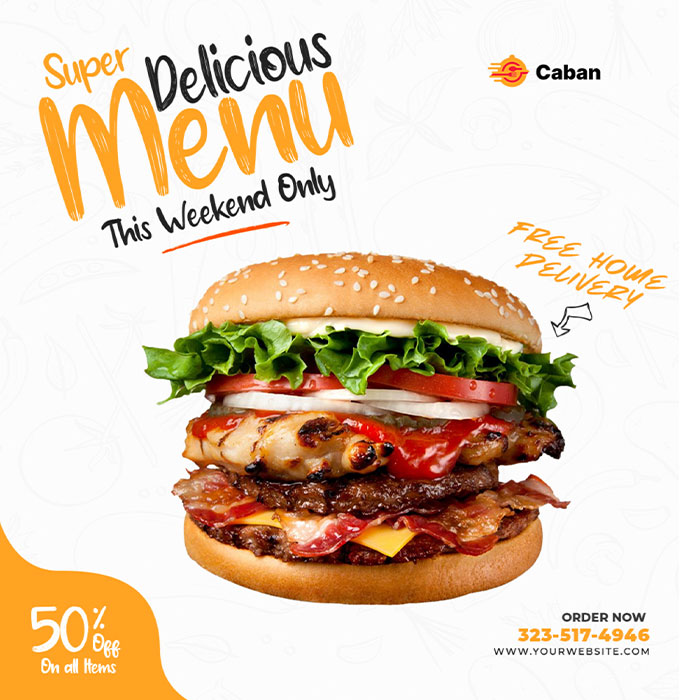 Super Delicious
Menu
This Weekend Only
Caban
FREE HOME
DELIVERY
50% Off
On all Items
ORDER NOW
323-517-4946
WWW.YOURWEBSITE.COM